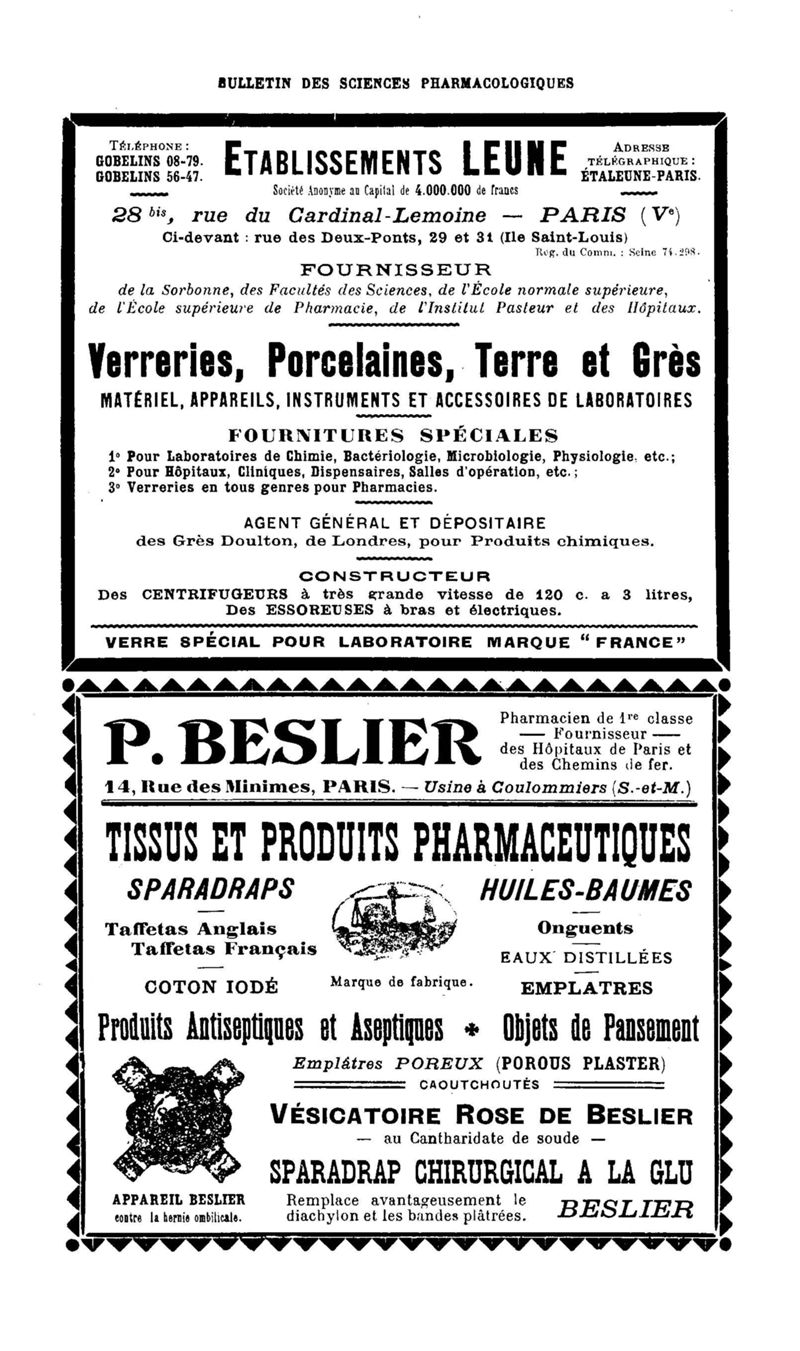 BULLETIN DES SCIENCES PHARMACOLOGIQUES
TÉLÉPHONE :
GOBELINS 08-79.
GOBELINS 56-47.
ETABLISSEMENTS LEUNE
Société Anonyme au Capital de 4.000.000 de francs
ADRESSE
TÉLÉGRAPHIQUE :
ÉTALEUNE-PARIS.
28 bis, rue du Cardinal-Lemoine — PARIS (Ve)
Ci-devant : rue des Deux-Ponts, 29 et 31 (Ile Saint-Louis)
Reg. du Comm. : Seine 74.298.
FOURNISSEUR
de la Sorbonne, des Facultés des Sciences, de l'École normale supérieure,
de l'École supérieure de Pharmacie, de l'Institut Pasteur et des Hôpitaux.
Verreries, Porcelaines, Terre et Grès
MATÉRIEL, APPAREILS, INSTRUMENTS ET ACCESSOIRES DE LABORATOIRES
FOURNITURES SPÉCIALES
1º Pour Laboratoires de Chimie, Bactériologie, Microbiologie, Physiologie, etc.;
2º Pour Hôpitaux, Cliniques, Dispensaires, Salles d'opération, etc.;
3º Verreries en tous genres pour Pharmacies.
AGENT GÉNÉRAL ET DÉPOSITAIRE
des Grès Doulton, de Londres, pour Produits chimiques.
CONSTRUCTEUR
Des CENTRIFUGEURS à très grande vitesse de 120 c. a 3 litres,
Des ESSOREUSES à bras et électriques.
VERRE SPÉCIAL POUR LABORATOIRE MARQUE “FRANCE”
P. BESLIER
Pharmacien de 1re classe
— Fournisseur —
des Hôpitaux de Paris et
des Chemins de fer.
14, Rue des Minimes, PARIS. — Usine à Coulommiers (S.-et-M.)
TISSUS ET PRODUITS PHARMACEUTIQUES
SPARADRAPS
Taffetas Anglais
Taffetas Français
COTON IODÉ
Marque de fabrique.
HUILES-BAUMES
Onguents
EAUX DISTILLÉES
EMPLATRES
Produits Antiseptiques et Aseptiques * Objets de Pansement
Emplâtres POREUX (POROUS PLASTER)
CAOUTCHOUTÉS
VÉSICATOIRE ROSE DE BESLIER
— au Cantharidate de soude —
SPARADRAP CHIRURGICAL A LA GLU
APPAREIL BESLIER
contre la hernie ombilicale.
Remplace avantageusement le
diachylon et les bandes plâtrées.
BESLIER